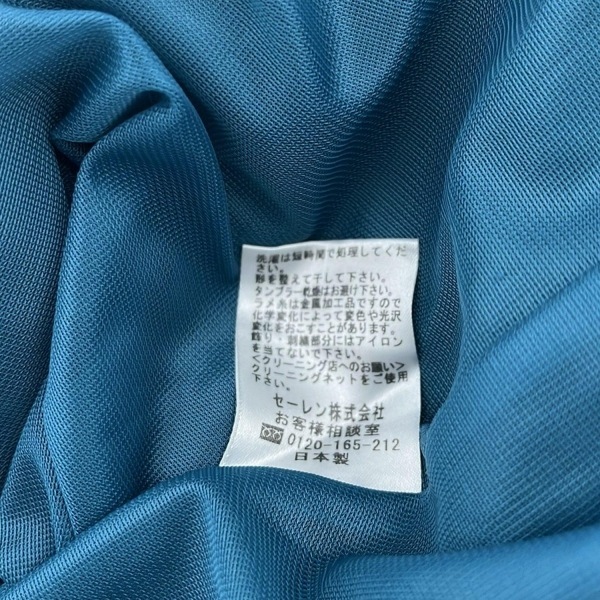 洗濯は短時間で処理してくだ
さい。
形を整えて干して下さい。
タンブラー乾燥はお避け下さい。
ラメ糸は金属加工品ですので
化学変化によって変色や光沢
変化をおこすことがあります。
飾り・刺繍部分にはアイロン
を当てないで下さい。
<クリーニング店へのお願い>
クリーニングネットをご使用
下さい。
セーレン株式会社
お客様相談室
0120-165-212
日本製